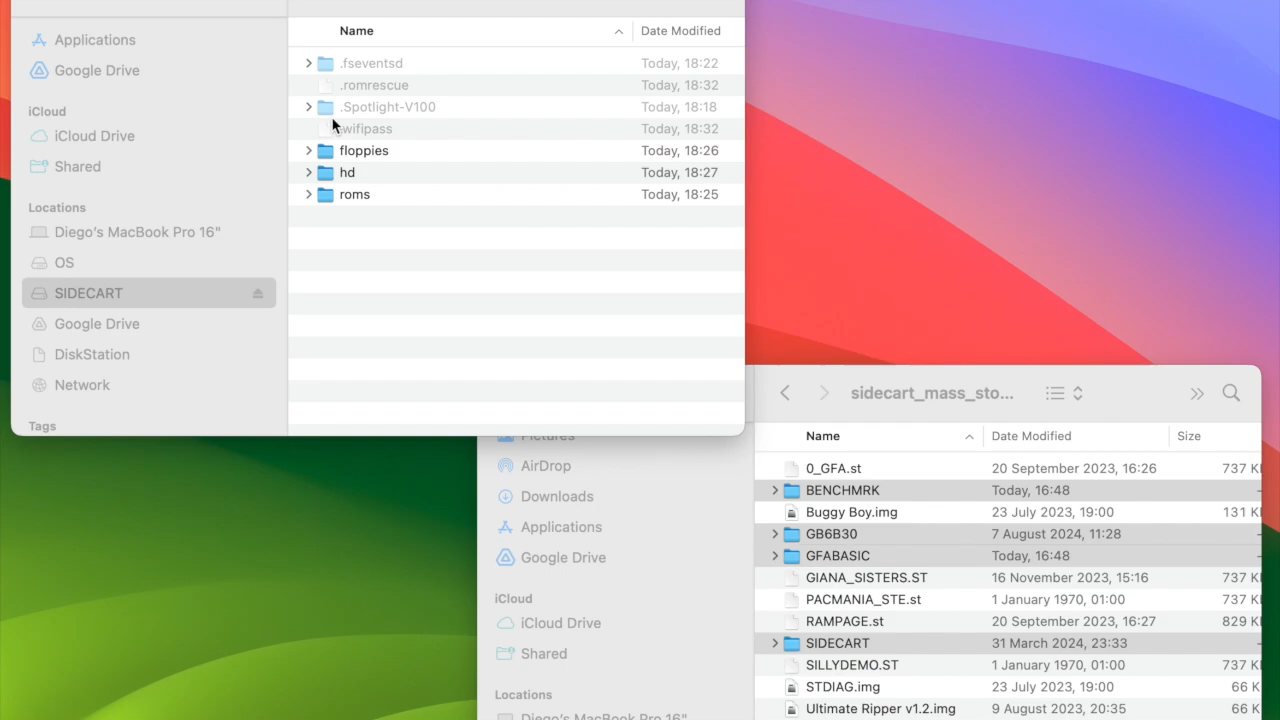 Applications
Google Drive
iCloud
iCloud Drive
Shared
Locations
Diego's MacBook Pro 16"
OS
SIDECART
Google Drive
DiskStation
Network
Tags
Name Date Modified
.fseventsd Today, 18:22
.romrescue Today, 18:32
.Spotlight-V100 Today, 18:18
wifipass Today, 18:32
floppies Today, 18:26
hd Today, 18:27
roms Today, 18:25
sidecart_mass_sto...
Pictures
AirDrop
Downloads
Applications
Google Drive
iCloud
iCloud Drive
Shared
Locations
Diego's MacBook Pro 16"
Name Date Modified Size
0_GFA.st 20 September 2023, 16:26 737 K
BENCHMRK Today, 16:48
Buggy Boy.img 23 July 2023, 19:00 131 K
GB6B30 7 August 2024, 11:28
GFABASIC Today, 16:48
GIANA_SISTERS.ST 16 November 2023, 15:16 737 K
PACMANIA_STE.st 1 January 1970, 01:00 737 K
RAMPAGE.st 20 September 2023, 16:27 829 K
SIDECART 31 March 2024, 23:33
SILLYDEMO.ST 1 January 1970, 01:00 737 K
STDIAG.img 23 July 2023, 19:00 66 K
Ultimate Ripper v1.2.img 9 August 2023, 20:35 66 K